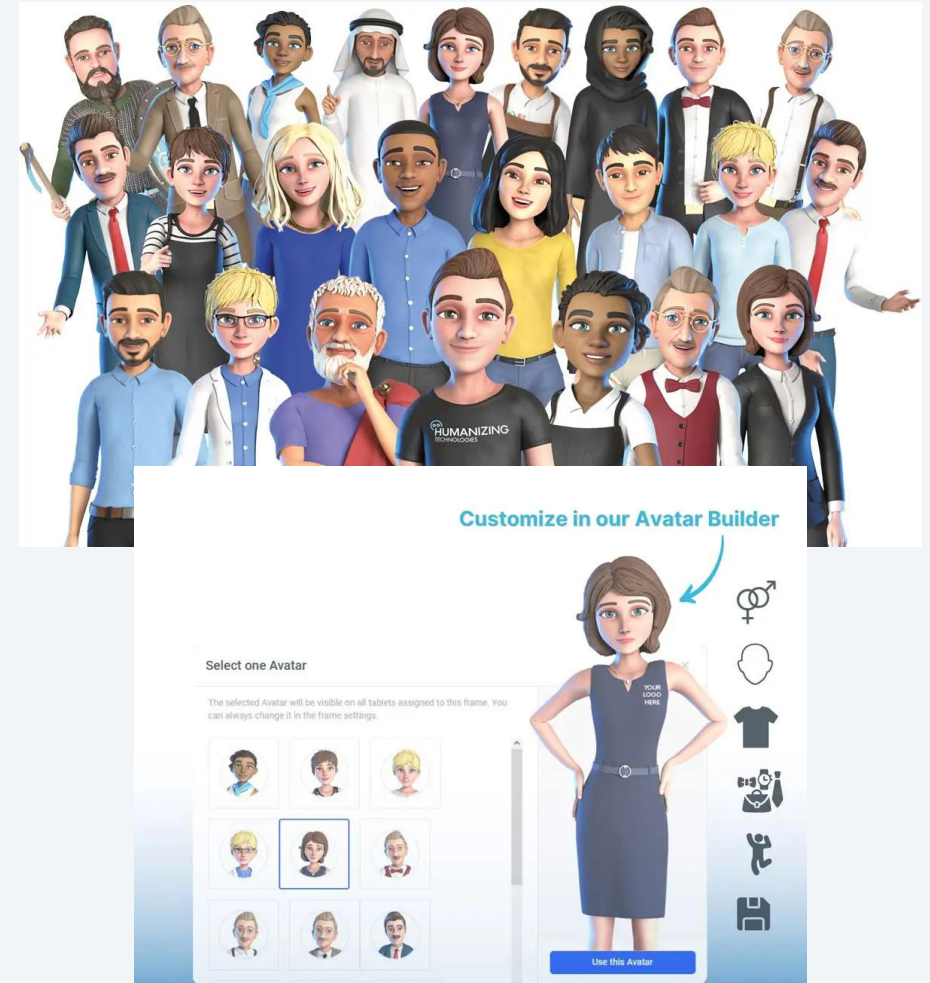 HUMANIZING
TECHNOLOGIES
Customize in our Avatar Builder
Select one Avatar
The selected Avatar will be visible on all tablets assigned to this frame. You
can always change it in the frame settings.
YOUR
LOGO
HERE
Use this Avatar